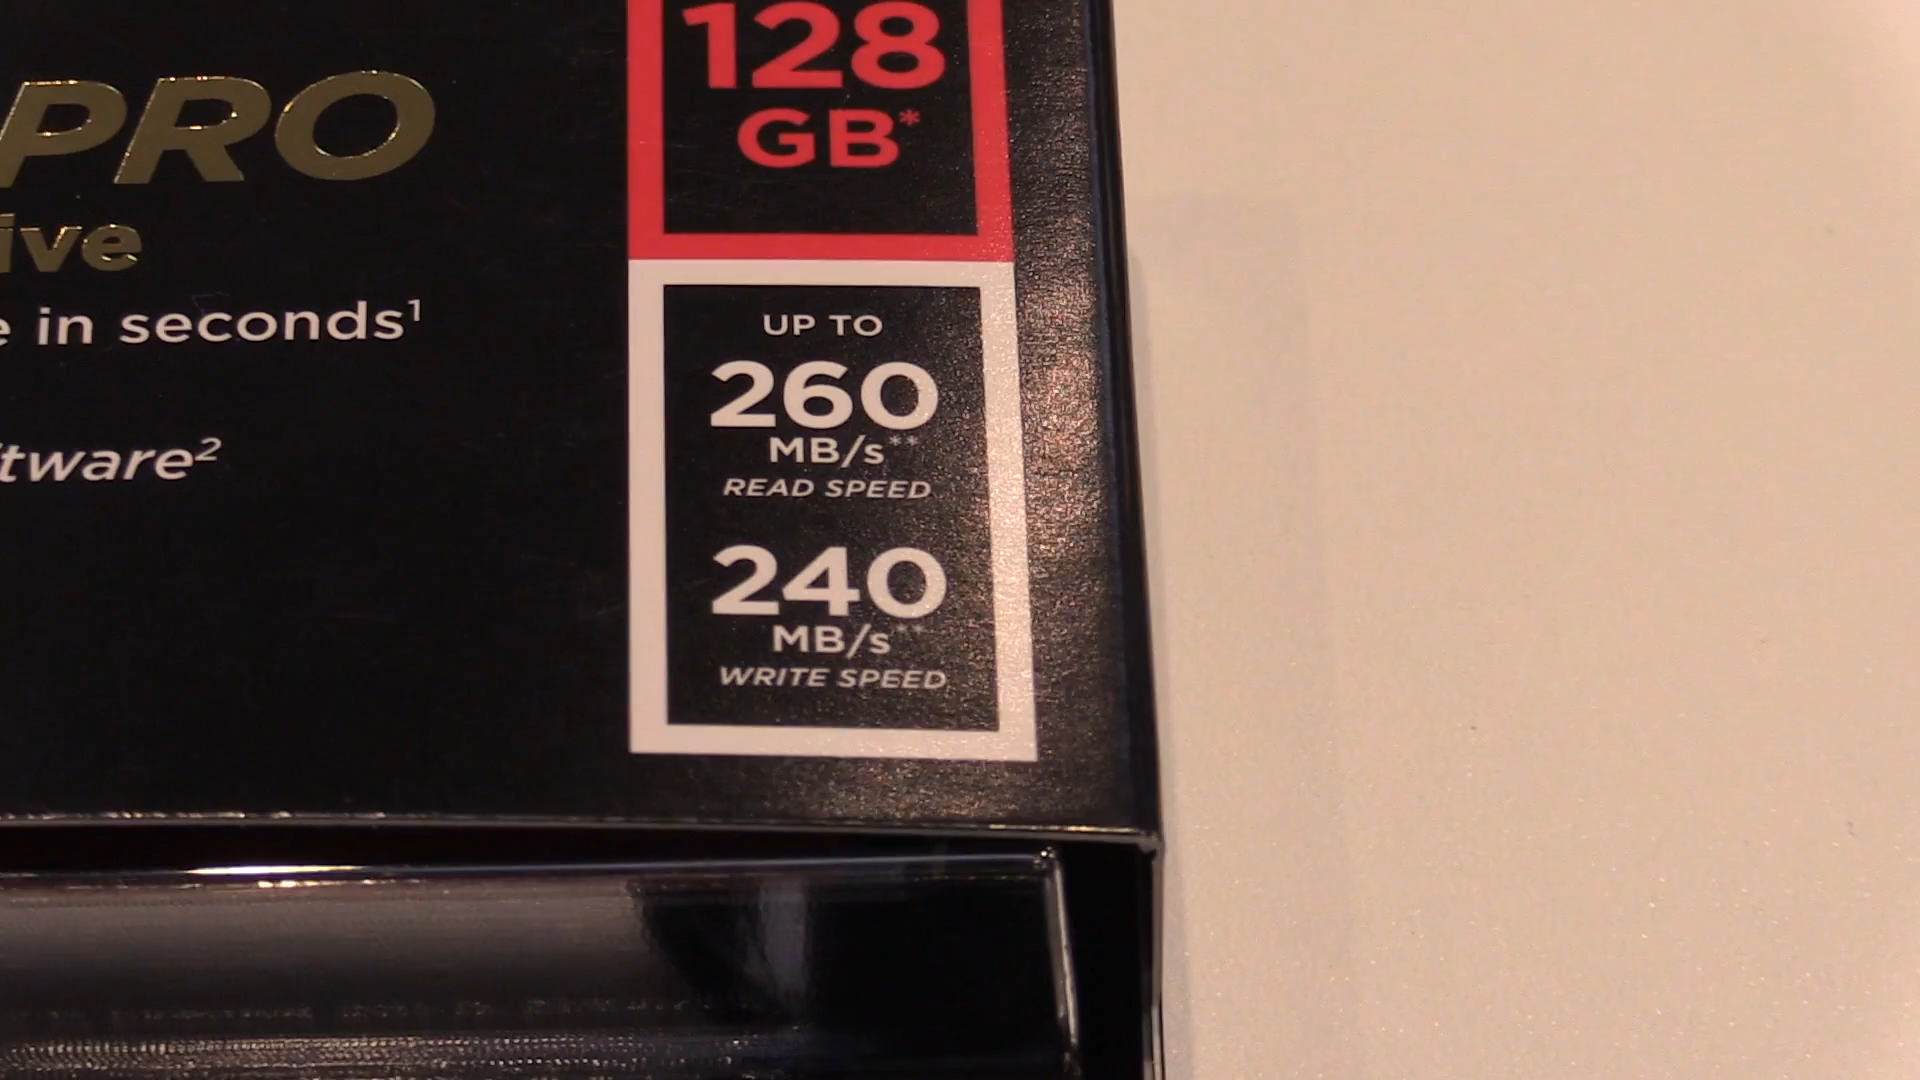 128
GB*
PRO
ive
e in seconds¹
tware²
UP TO
260
MB/s**
READ SPEED
240
MB/s**
WRITE SPEED